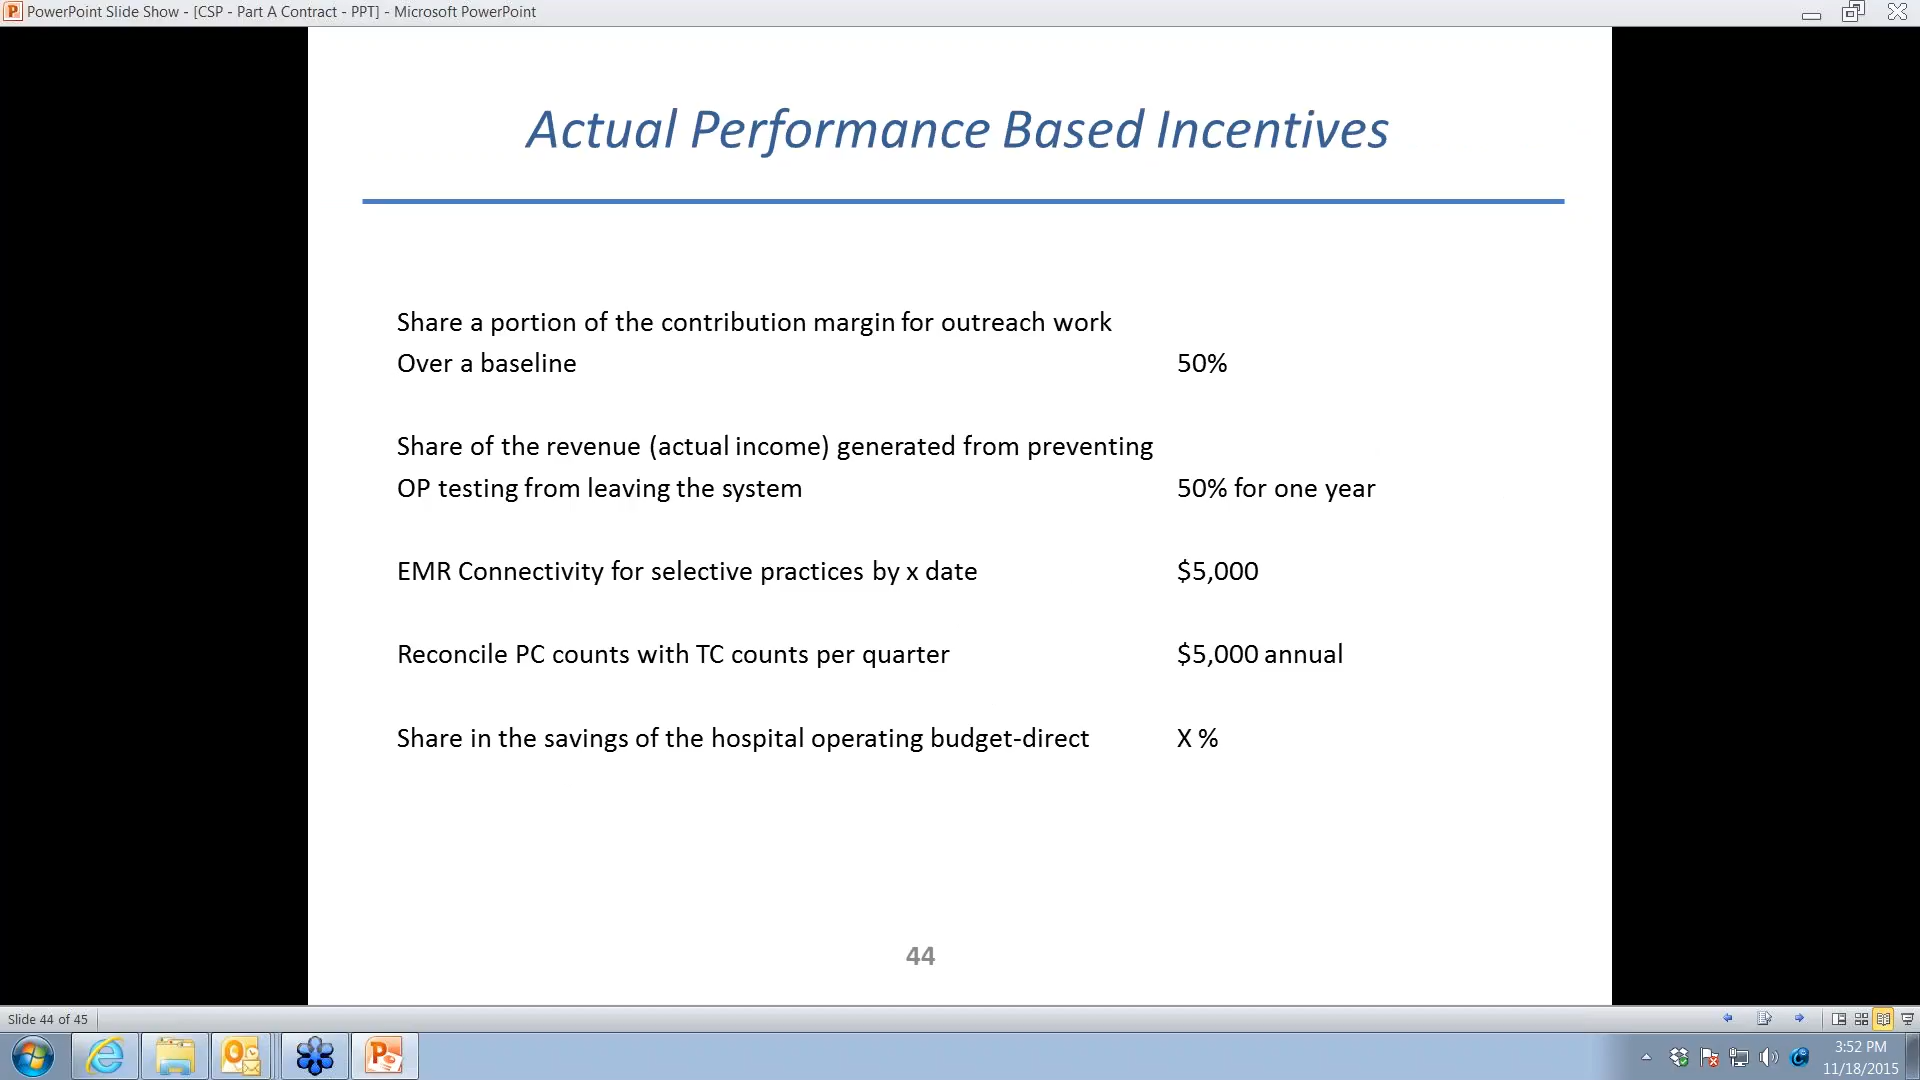 PowerPoint Slide Show - [CSP - Part A Contract - PPT] - Microsoft PowerPoint
Actual Performance Based Incentives
Share a portion of the contribution margin for outreach work
Over a baseline 50%
Share of the revenue (actual income) generated from preventing
OP testing from leaving the system 50% for one year
EMR Connectivity for selective practices by x date $5,000
Reconcile PC counts with TC counts per quarter $5,000 annual
Share in the savings of the hospital operating budget-direct X %
44
Slide 44 of 45
3:52 PM
11/18/2015